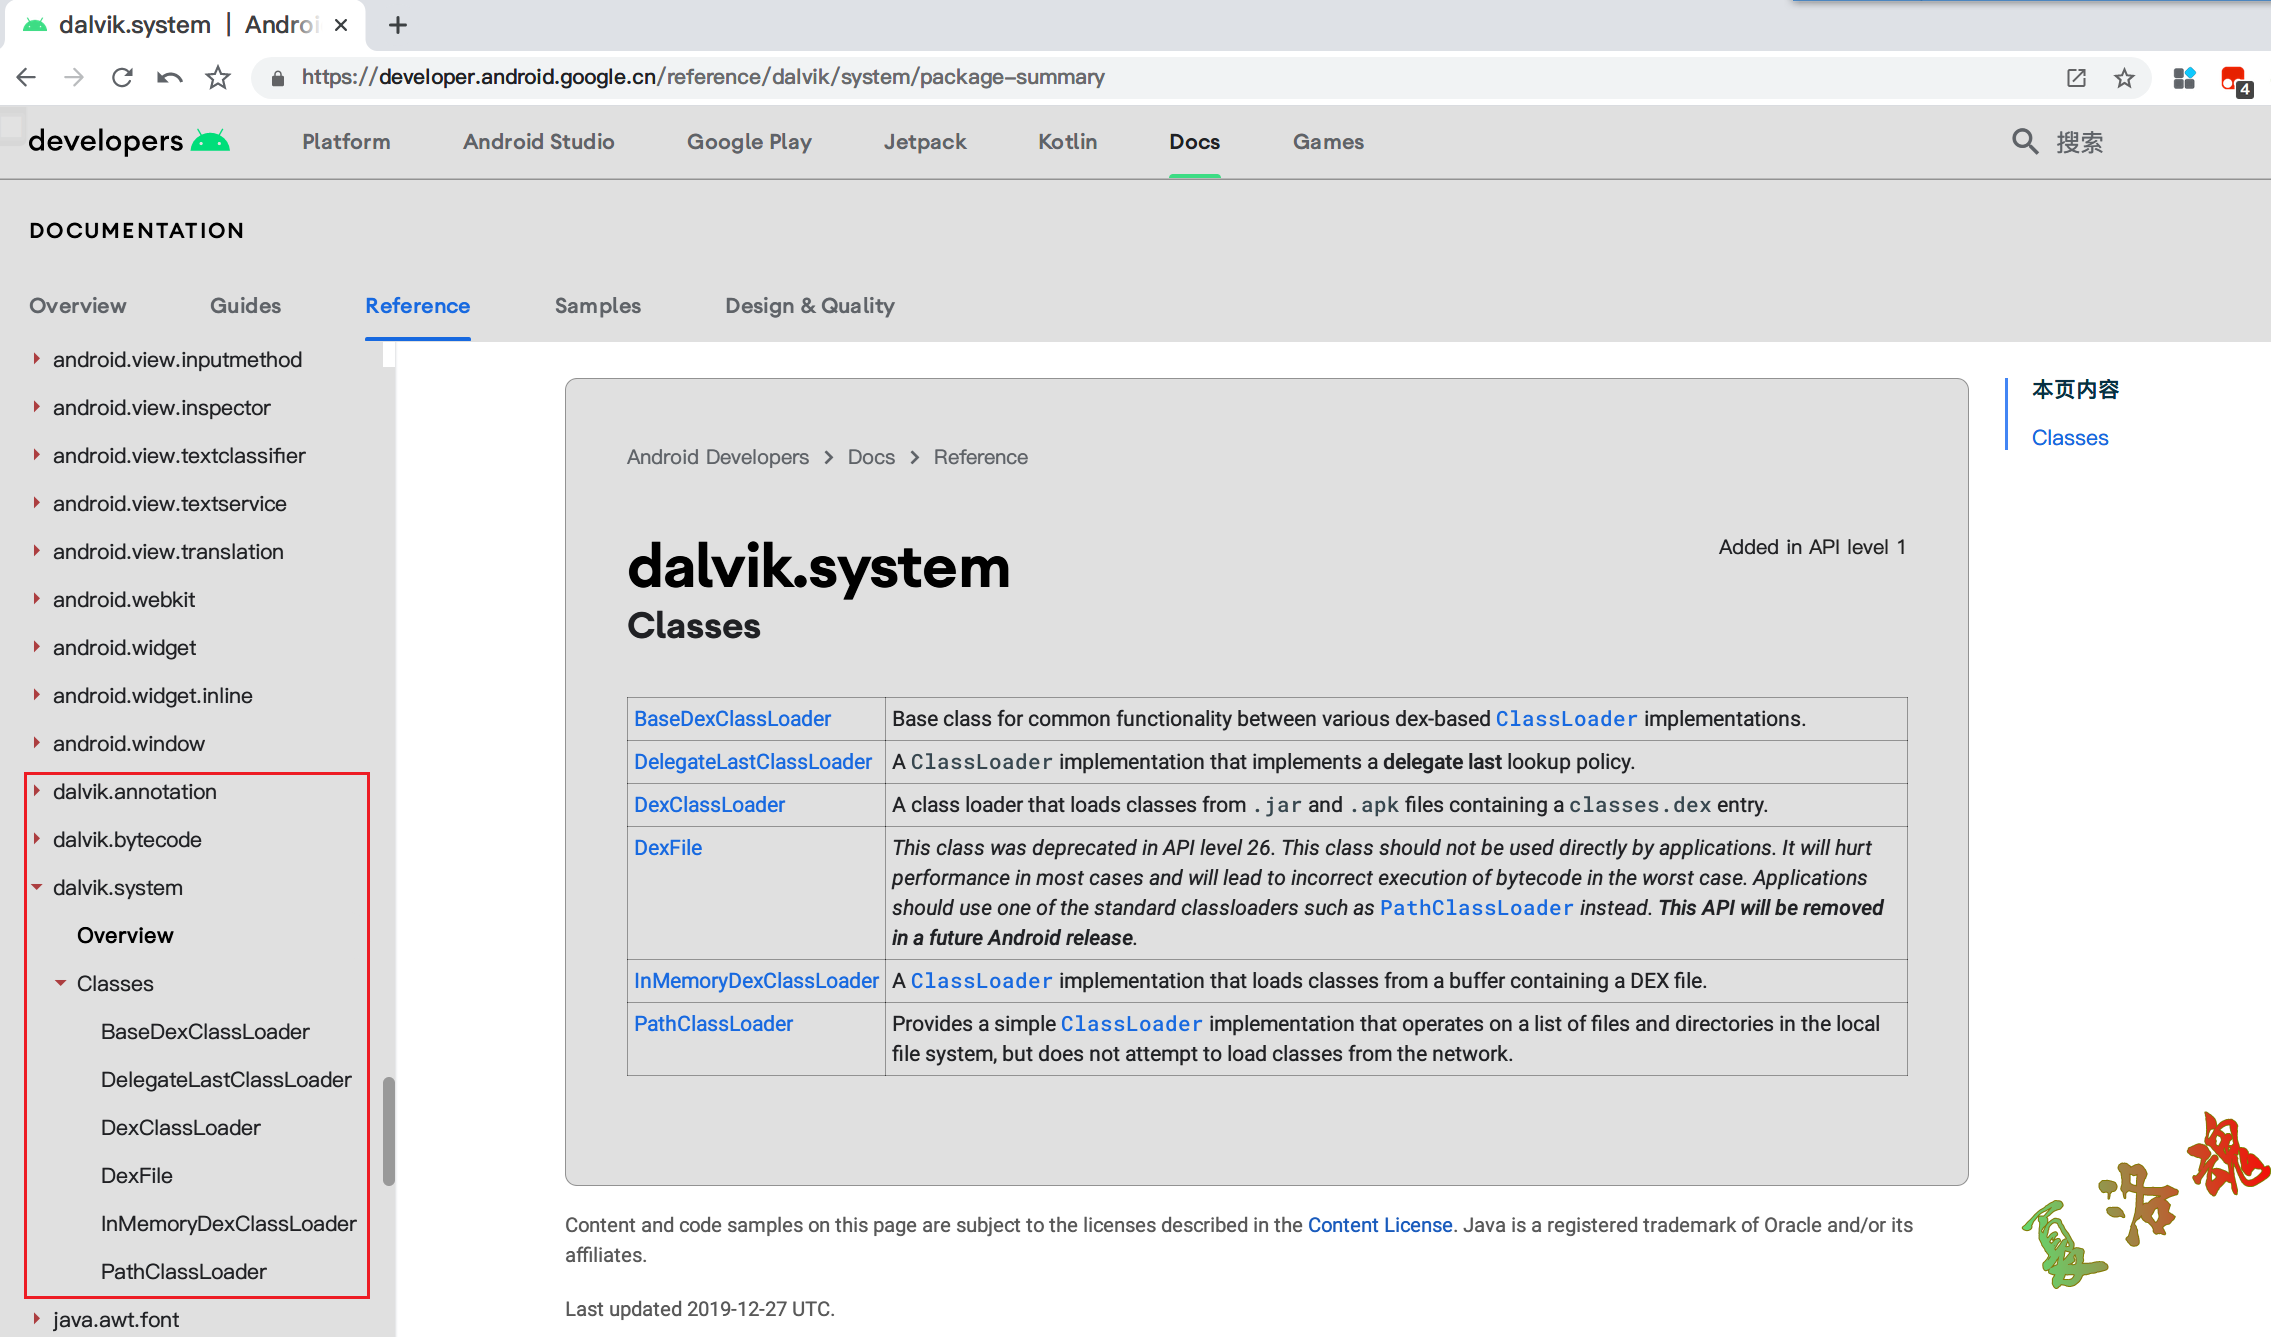 dalvik.system | Androi
https://developer.android.google.cn/reference/dalvik/system/package-summary
4
developers Platform Android Studio Google Play Jetpack Kotlin Docs Games 搜索
DOCUMENTATION
Overview Guides Reference Samples Design & Quality
android.view.inputmethod
android.view.inspector
android.view.textclassifier
android.view.textservice
android.view.translation
android.webkit
android.widget
android.widget.inline
android.window
dalvik.annotation
dalvik.bytecode
dalvik.system
Overview
Classes
BaseDexClassLoader
DelegateLastClassLoader
DexClassLoader
DexFile
InMemoryDexClassLoader
PathClassLoader
java.awt.font
Android Developers > Docs > Reference
dalvik.system
Added in API level 1
Classes
BaseDexClassLoader Base class for common functionality between various dex-based ClassLoader implementations.
DelegateLastClassLoader A ClassLoader implementation that implements a delegate last lookup policy.
DexClassLoader A class loader that loads classes from .jar and .apk files containing a classes.dex entry.
DexFile This class was deprecated in API level 26. This class should not be used directly by applications. It will hurt
performance in most cases and will lead to incorrect execution of bytecode in the worst case. Applications
should use one of the standard classloaders such as PathClassLoader instead. This API will be removed
in a future Android release.
InMemoryDexClassLoader A ClassLoader implementation that loads classes from a buffer containing a DEX file.
PathClassLoader Provides a simple ClassLoader implementation that operates on a list of files and directories in the local
file system, but does not attempt to load classes from the network.
Content and code samples on this page are subject to the licenses described in the Content License. Java is a registered trademark of Oracle and/or its
affiliates.
Last updated 2019-12-27 UTC.
本页内容
Classes
夏洛魂